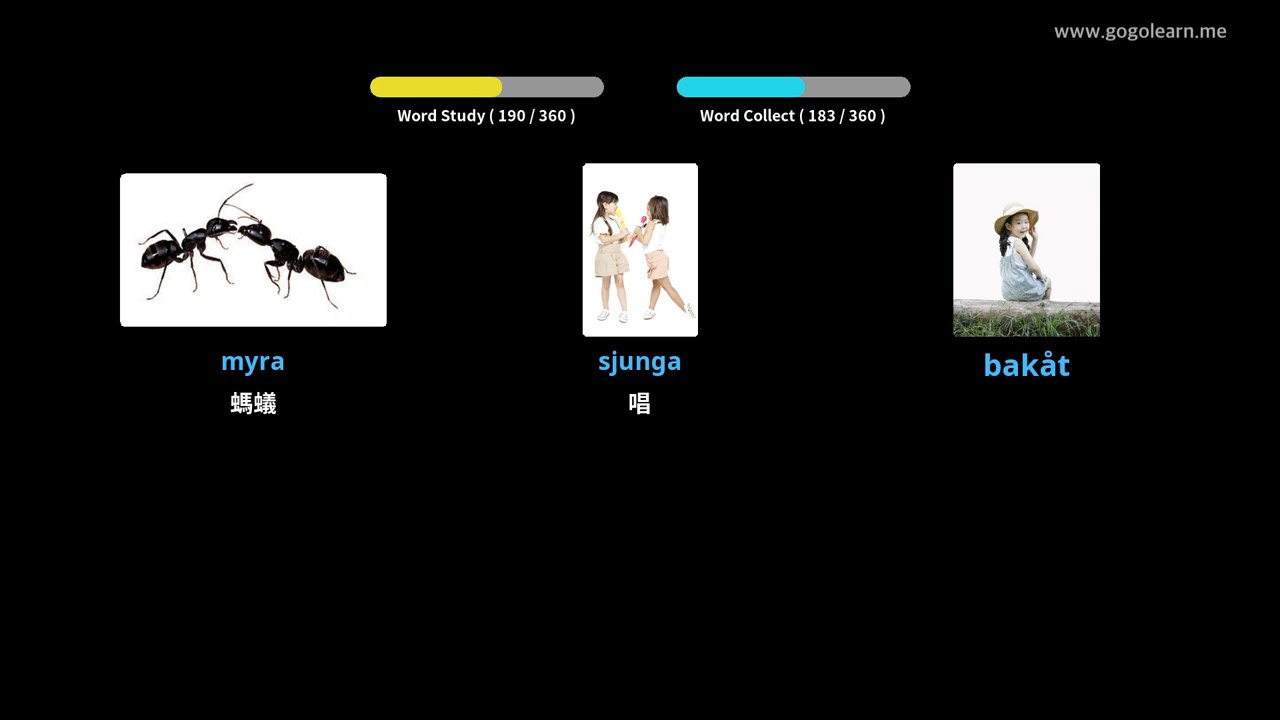 www.gogolearn.me
Word Study ( 190 / 360 )
Word Collect ( 183 / 360 )
myra
sjunga
bakåt
螞蟻
唱